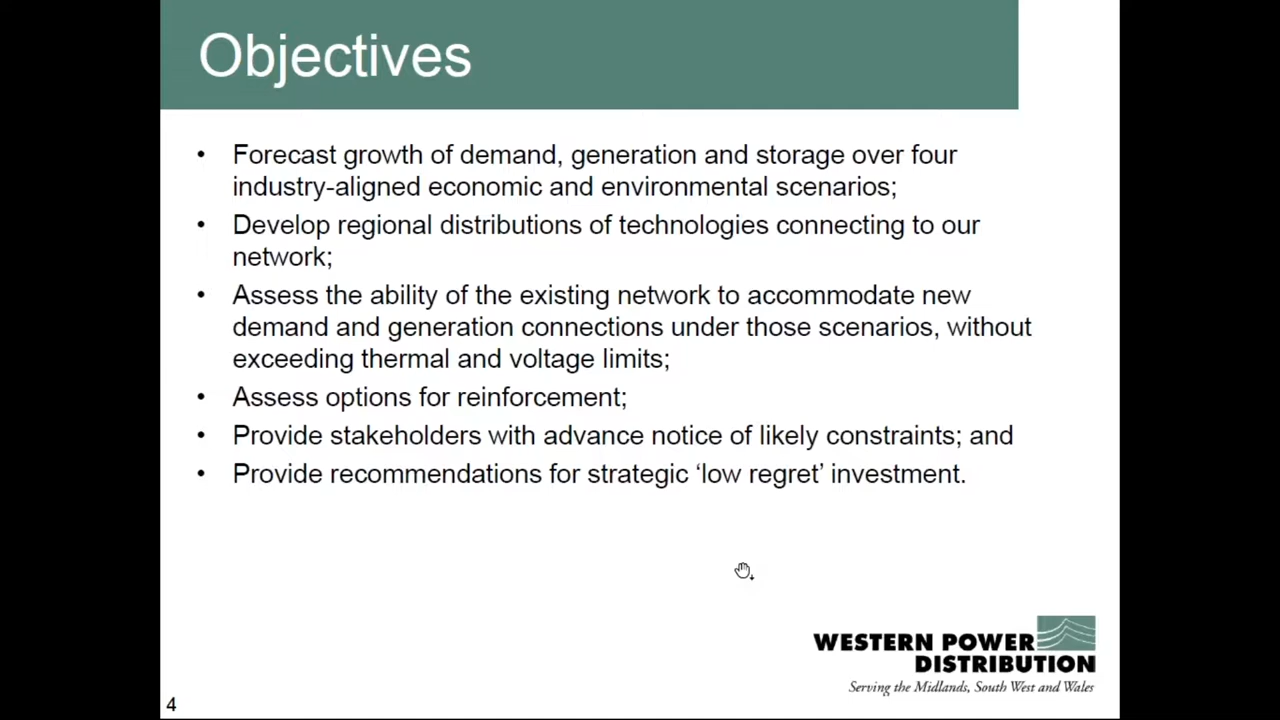 Objectives
• Forecast growth of demand, generation and storage over four
industry-aligned economic and environmental scenarios;
• Develop regional distributions of technologies connecting to our
network;
• Assess the ability of the existing network to accommodate new
demand and generation connections under those scenarios, without
exceeding thermal and voltage limits;
• Assess options for reinforcement;
• Provide stakeholders with advance notice of likely constraints; and
• Provide recommendations for strategic ‘low regret’ investment.
WESTERN POWER
DISTRIBUTION
Serving the Midlands, South West and Wales
4